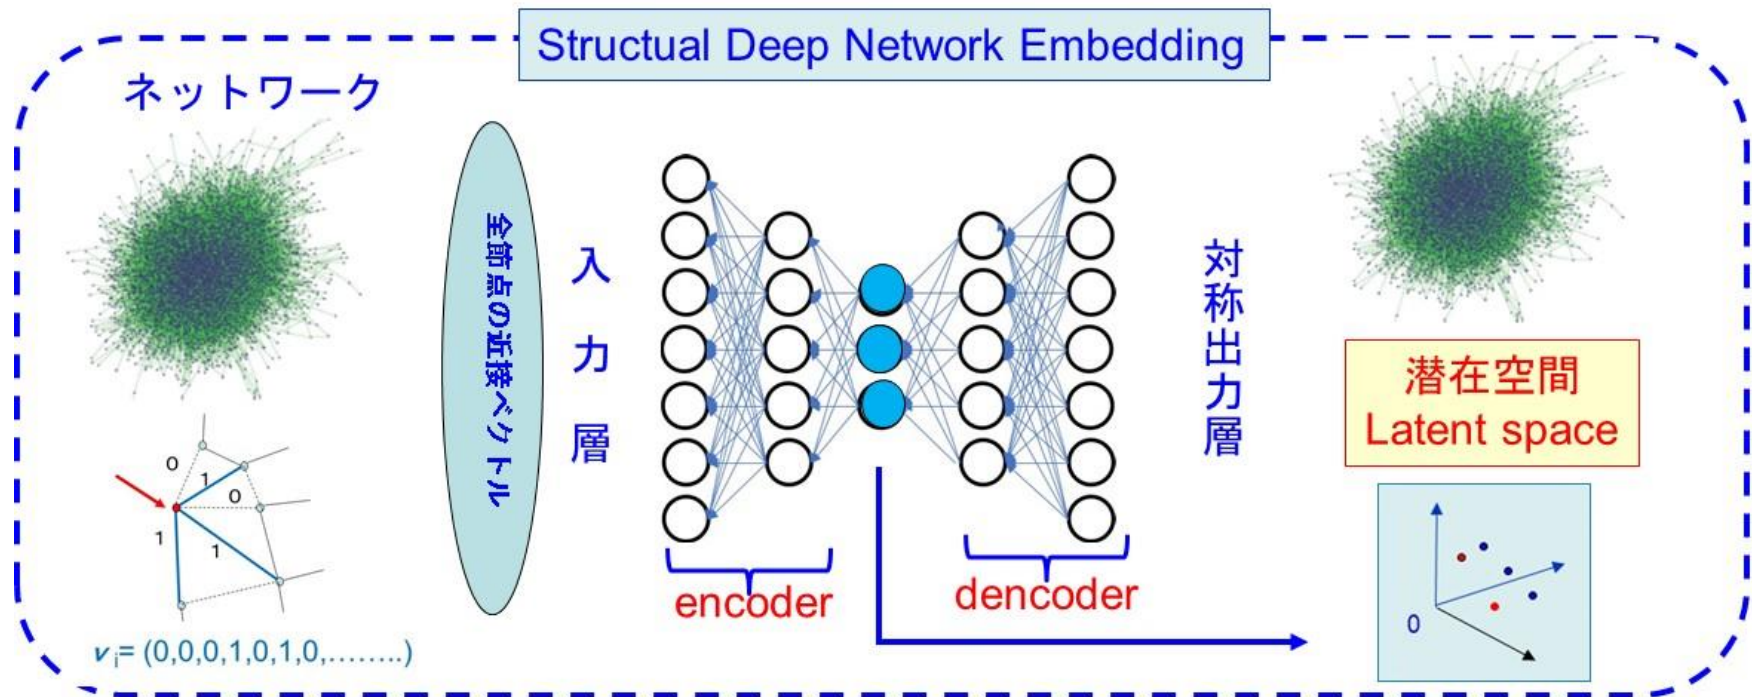 Structual Deep Network Embedding
ネットワーク
0
1
0
1
1
v i= (0,0,0,1,0,1,0,……..)
全節点の近接ベクトル
入力層
encoder
dencoder
対称出力層
潜在空間
Latent space
0